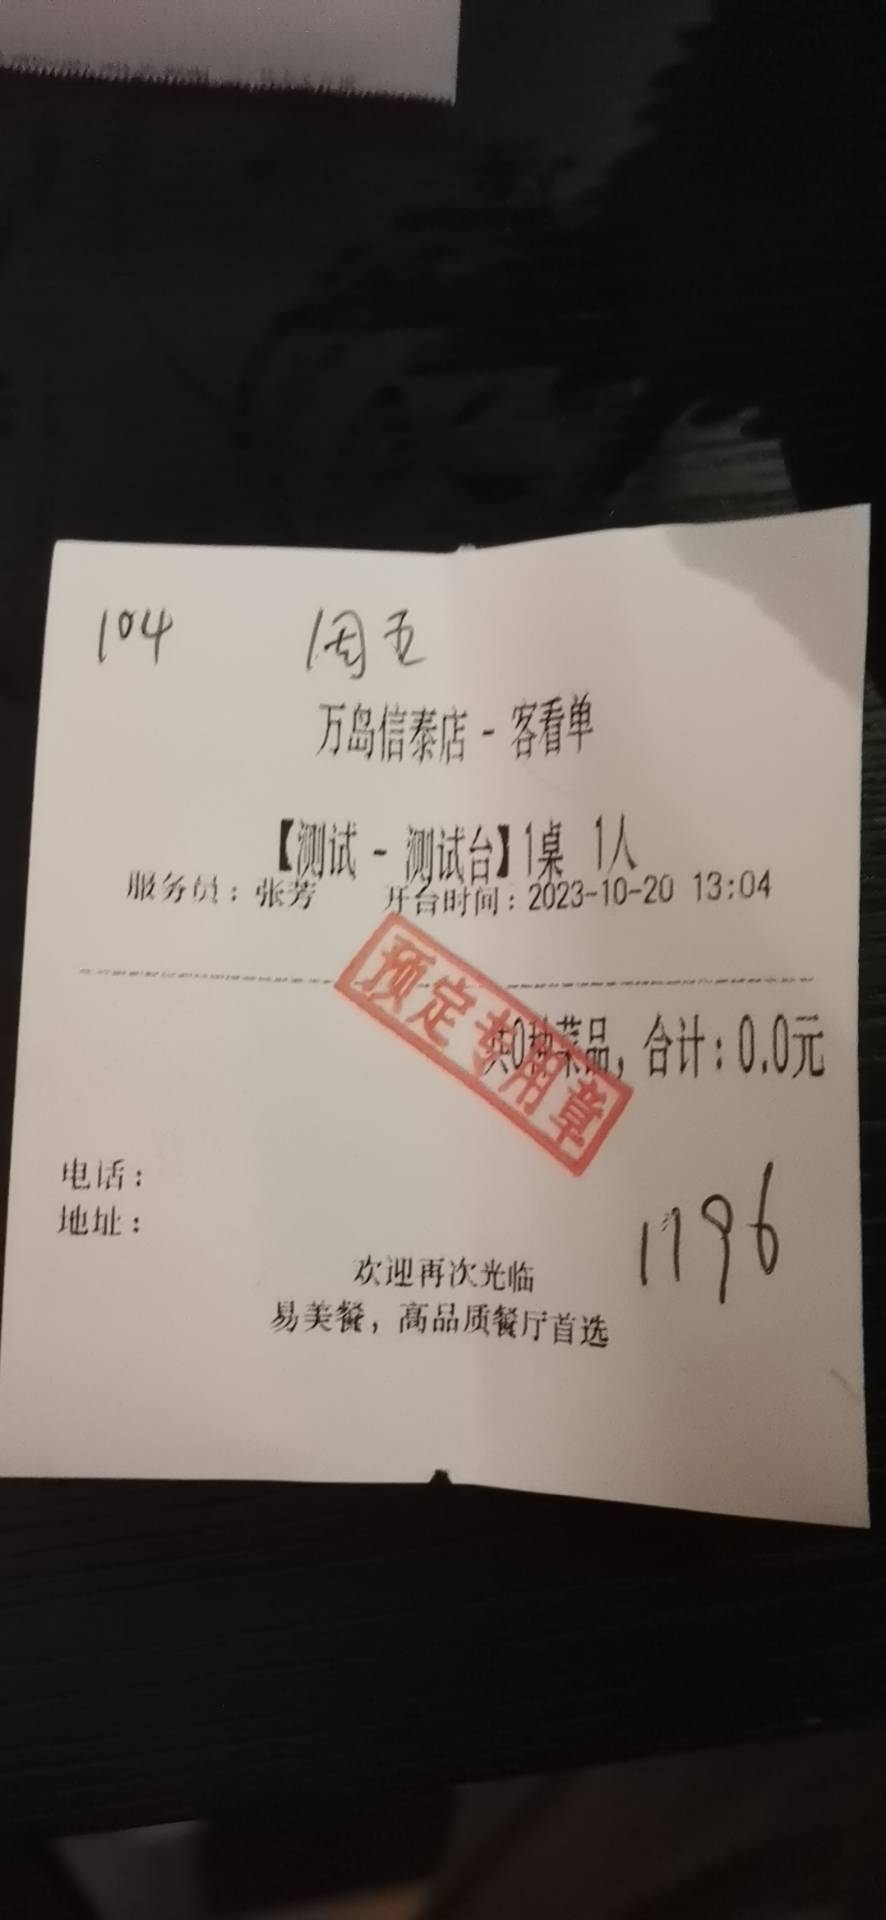 104 周五
万岛信泰店 - 客看单
【测试 - 测试台】1桌 1人
服务员：张芳 开台时间：2023-10-20 13:04
预定专用章
共0种菜品，合计：0.0元
电话：
地址：
1796
欢迎再次光临
易美餐，高品质餐厅首选